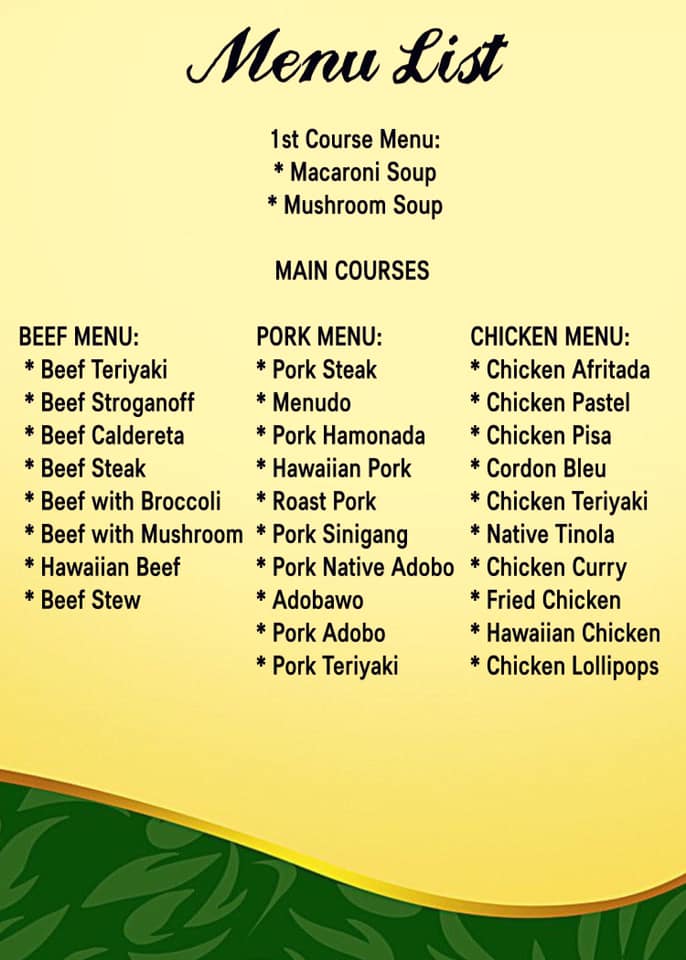 Menu List
1st Course Menu:
* Macaroni Soup
* Mushroom Soup
MAIN COURSES
BEEF MENU:
* Beef Teriyaki
* Beef Stroganoff
* Beef Caldereta
* Beef Steak
* Beef with Broccoli
* Beef with Mushroom
* Hawaiian Beef
* Beef Stew
PORK MENU:
* Pork Steak
* Menudo
* Pork Hamonada
* Hawaiian Pork
* Roast Pork
* Pork Sinigang
* Pork Native Adobo
* Adobawo
* Pork Adobo
* Pork Teriyaki
CHICKEN MENU:
* Chicken Afritada
* Chicken Pastel
* Chicken Pisa
* Cordon Bleu
* Chicken Teriyaki
* Native Tinola
* Chicken Curry
* Fried Chicken
* Hawaiian Chicken
* Chicken Lollipops